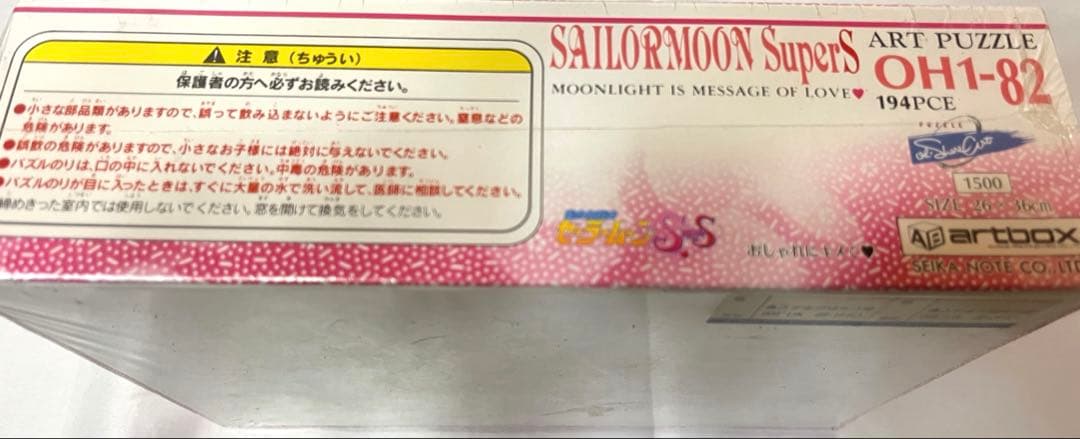 注意（ちゅうい）
保護者の方へ必ずお読みください。
●小さな部品類がありますので、誤って飲み込まないようにご注意ください。窒息などの
危険があります。
●誤飲の危険がありますので、小さなお子様には絶対に与えないでください。
●パズルのりは、口の中に入れないでください。中毒の危険があります。
●パズルのりが目に入ったときは、すぐに大量の水で洗い流して、医師に相談してください。
締めきった室内では使用しないでください。窓を開けて換気をしてください。
SAILORMOON SuperS
MOONLIGHT IS MESSAGE OF LOVE♥
ART PUZZLE
OH1-82
194PCE
PUZZLE
1500
SIZE 26×36cm
artbox
SEIKA NOTE CO. LTD
セーラームーン SuperS
おしゃれにキメて♥